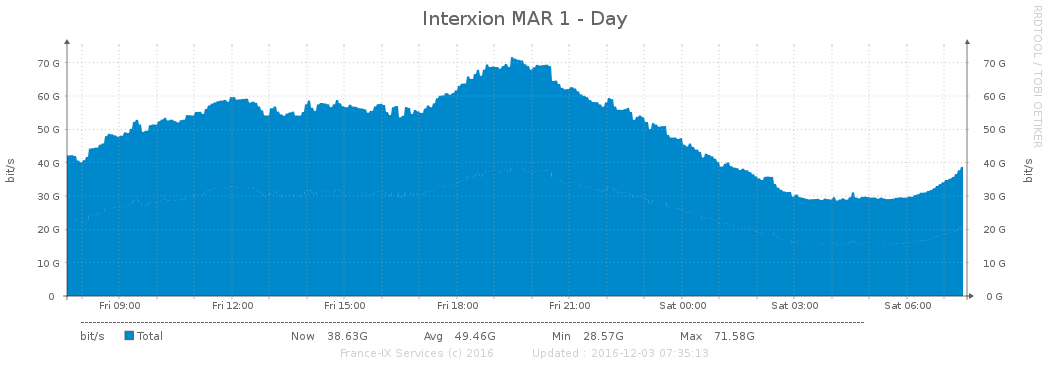 Interxion MAR 1 - Day
RRDTOOL / TOBI OETIKER
bit/s
bit/s
70 G 70 G
60 G 60 G
50 G 50 G
40 G 40 G
30 G 30 G
20 G 20 G
10 G 10 G
0 0 G
Fri 09:00 Fri 12:00 Fri 15:00 Fri 18:00 Fri 21:00 Sat 00:00 Sat 03:00 Sat 06:00
bit/s Total Now 38.63G Avg 49.46G Min 28.57G Max 71.58G
France-IX Services (c) 2016 Updated : 2016-12-03 07:35:13